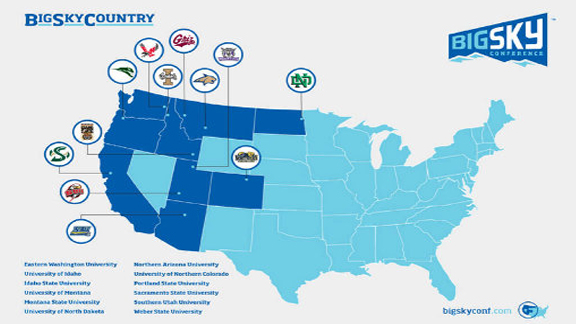 BigSkyCountry
BIGSKY
CONFERENCE
Eastern Washington University
University of Idaho
Idaho State University
University of Montana
Montana State University
University of North Dakota
Northern Arizona University
University of Northern Colorado
Portland State University
Sacramento State University
Southern Utah University
Weber State University
bigskyconf.com